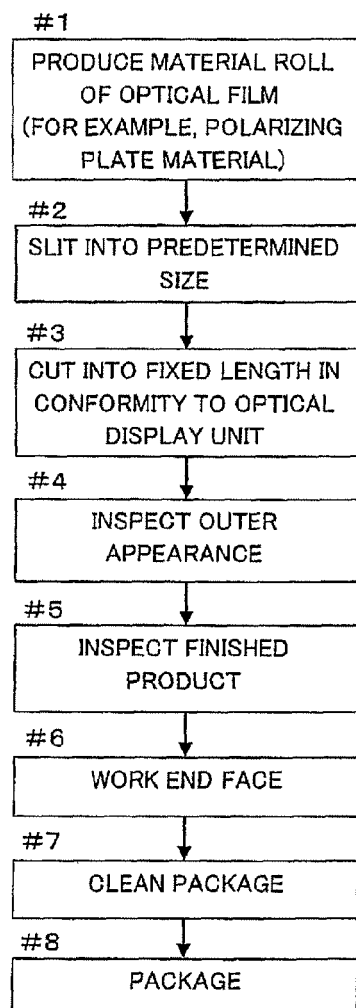 #1
PRODUCE MATERIAL ROLL
OF OPTICAL FILM
(FOR EXAMPLE, POLARIZING
PLATE MATERIAL)
#2
SLIT INTO PREDETERMINED
SIZE
#3
CUT INTO FIXED LENGTH IN
CONFORMITY TO OPTICAL
DISPLAY UNIT
#4
INSPECT OUTER
APPEARANCE
#5
INSPECT FINISHED
PRODUCT
#6
WORK END FACE
#7
CLEAN PACKAGE
#8
PACKAGE